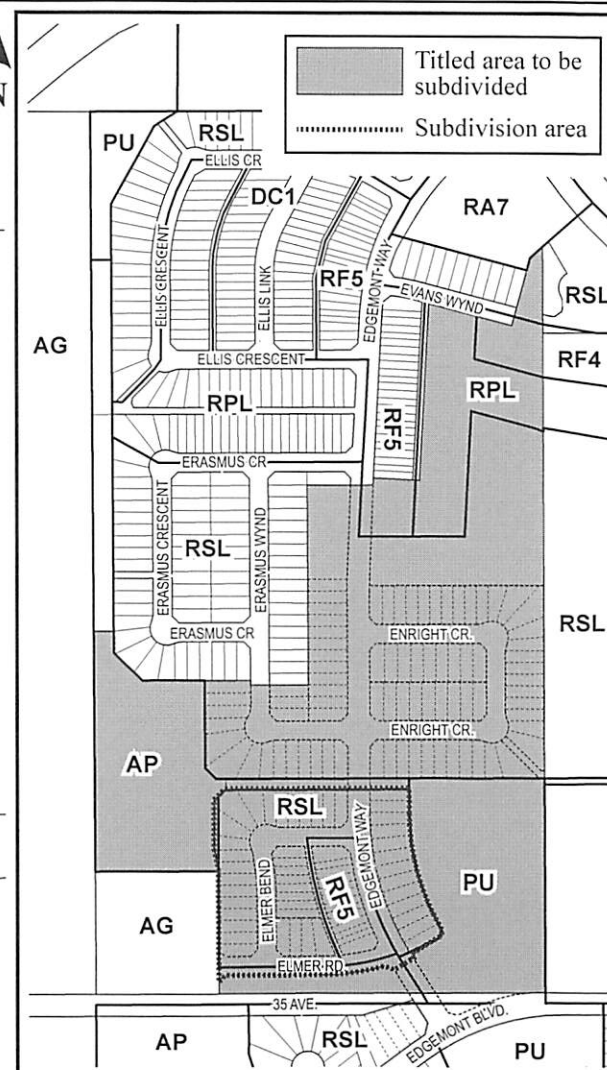 N
Titled area to be
subdivided
Subdivision area
PU
RSL
ELLIS CR
DC1
RA7
ELLIS CRESCENT
ELLIS LINK
RF5
EDGEMONT WAY
EVANS WYND
RSL
AG
ELLIS CRESCENT
RF4
RPL
RPL
RF5
ERASMUS CR
ERASMUS CRESCENT
RSL
ERASMUS WYND
ERASMUS CR
ENRIGHT CR.
RSL
ENRIGHT CR.
AP
RSL
EDGEMONT WAY
ELMER BEND
RF5
PU
AG
ELMER RD
35 AVE.
AP
RSL
EDGEMONT BLVD.
PU